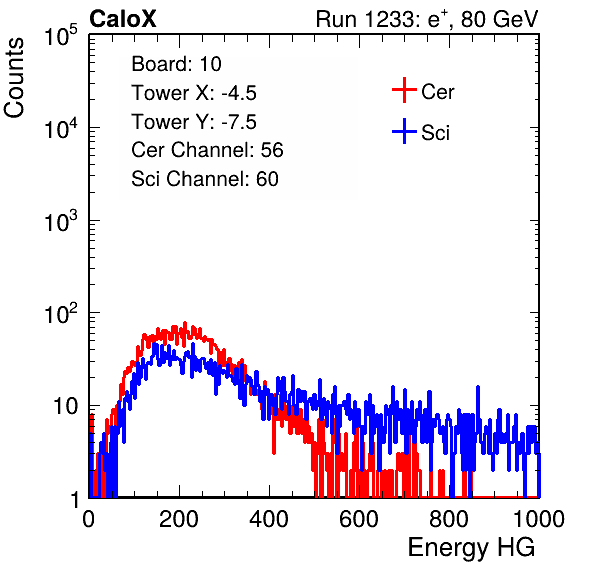 CaloX Run 1233: e⁺, 80 GeV
Counts
Board: 10
Tower X: -4.5
Tower Y: -7.5
Cer Channel: 56
Sci Channel: 60
Cer
Sci
10⁵
10⁴
10³
10²
10
1
0 200 400 600 800 1000
Energy HG